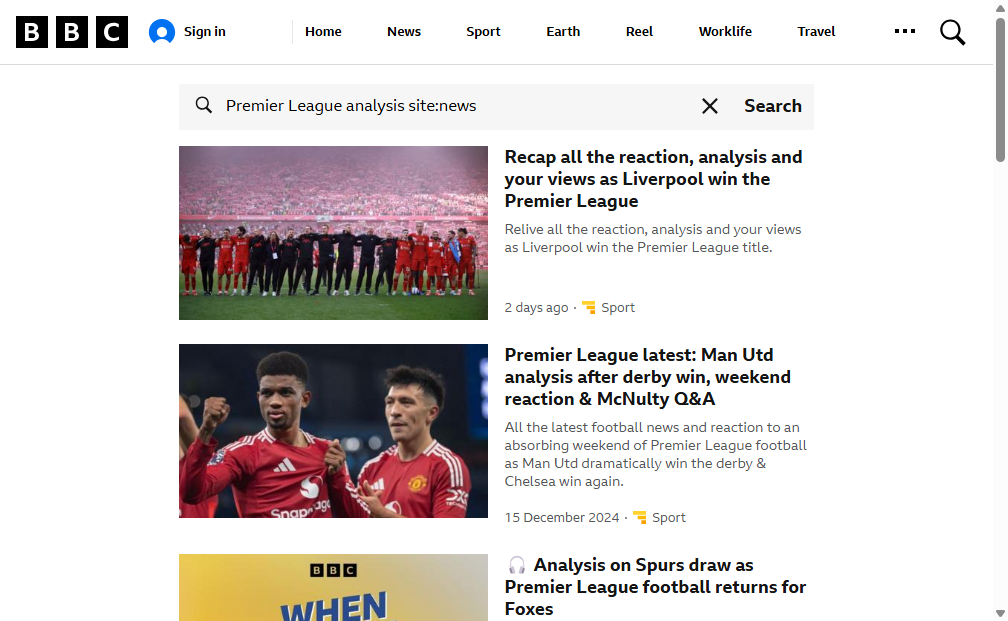 BBC
Sign in
Home
News
Sport
Earth
Reel
Worklife
Travel
Premier League analysis site:news
Search
Recap all the reaction, analysis and
your views as Liverpool win the
Premier League
Relive all the reaction, analysis and your views
as Liverpool win the Premier League title.
2 days ago · Sport
Premier League latest: Man Utd
analysis after derby win, weekend
reaction & McNulty Q&A
All the latest football news and reaction to an
absorbing weekend of Premier League football
as Man Utd dramatically win the derby &
Chelsea win again.
15 December 2024 · Sport
BBC
WHEN
🎧 Analysis on Spurs draw as
Premier League football returns for
Foxes